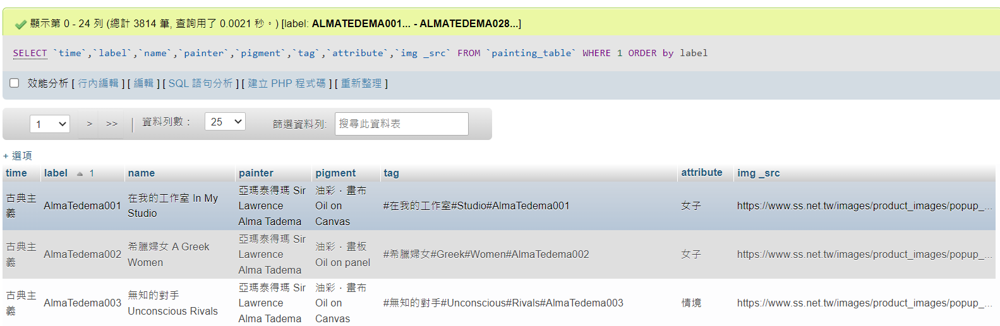 顯示第 0 - 24 列 (總計 3814 筆, 查詢用了 0.0021 秒。) [label: ALMATEDEMA001... - ALMATEDEMA028...]
SELECT `time`,`label`,`name`,`painter`,`pigment`,`tag`,`attribute`,`img _src` FROM `painting_table` WHERE 1 ORDER by label
效能分析 [ 行內編輯 ] [ 編輯 ] [ SQL 語句分析 ] [ 建立 PHP 程式碼 ] [ 重新整理 ]
1 > >> | 資料列數： 25 篩選資料列: 搜尋此資料表
+ 選項
time label 1 name painter pigment tag attribute img _src
古典主義 AlmaTedema001 在我的工作室 In My Studio 亞瑪泰得瑪 Sir Lawrence Alma Tadema 油彩．畫布 Oil on Canvas #在我的工作室#Studio#AlmaTedema001 女子 https://www.ss.net.tw/images/product_images/popup_...
古典主義 AlmaTedema002 希臘婦女 A Greek Women 亞瑪泰得瑪 Sir Lawrence Alma Tadema 油彩．畫板 Oil on panel #希臘婦女#Greek#Women#AlmaTedema002 女子 https://www.ss.net.tw/images/product_images/popup_...
古典主義 AlmaTedema003 無知的對手 Unconscious Rivals 亞瑪泰得瑪 Sir Lawrence Alma Tadema 油彩．畫布 Oil on Canvas #無知的對手#Unconscious#Rivals#AlmaTedema003 情境 https://www.ss.net.tw/images/product_images/popup_...